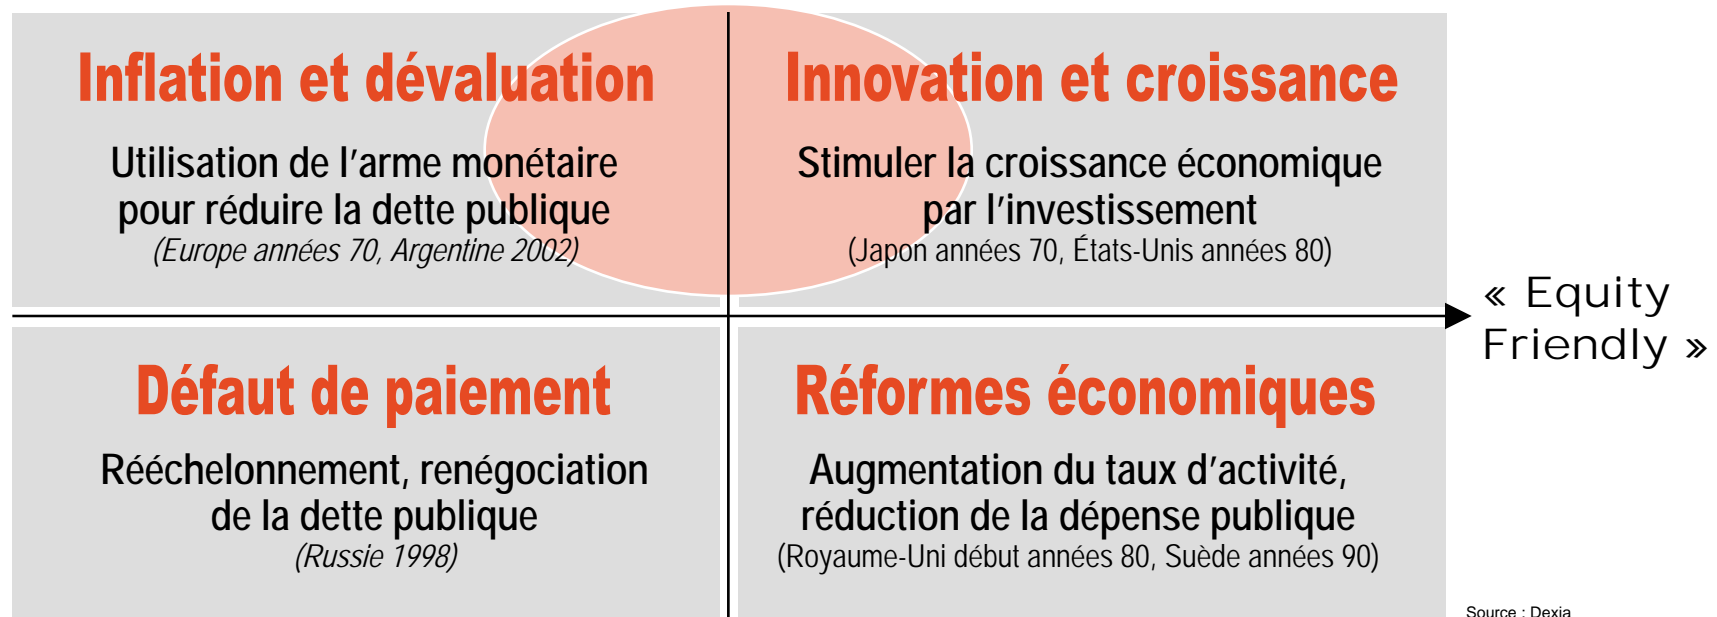 Inflation et dévaluation
Utilisation de l’arme monétaire
pour réduire la dette publique
(Europe années 70, Argentine 2002)
Innovation et croissance
Stimuler la croissance économique
par l’investissement
(Japon années 70, États-Unis années 80)
« Equity
Friendly »
Défaut de paiement
Rééchelonnement, renégociation
de la dette publique
(Russie 1998)
Réformes économiques
Augmentation du taux d’activité,
réduction de la dépense publique
(Royaume-Uni début années 80, Suède années 90)
Source : Dexia